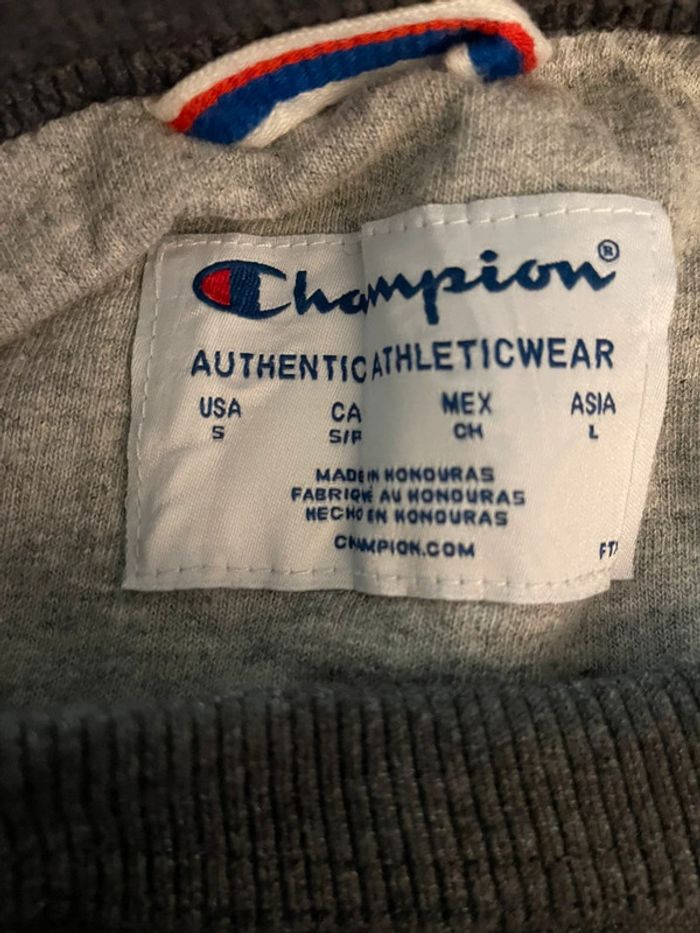 Champion®
AUTHENTIC ATHLETICWEAR
USA CA MEX ASIA
S S/P CH L
MADE IN HONDURAS
FABRIQUÉ AU HONDURAS
HECHO EN HONDURAS
CHAMPION.COM